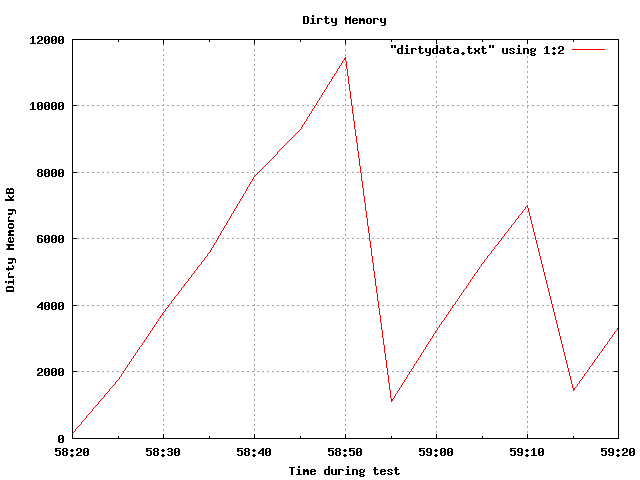 Dirty Memory
"dirtydata.txt" using 1:2
12000
10000
8000
6000
4000
2000
0
Dirty Memory kB
58:20 58:30 58:40 58:50 59:00 59:10 59:20
Time during test